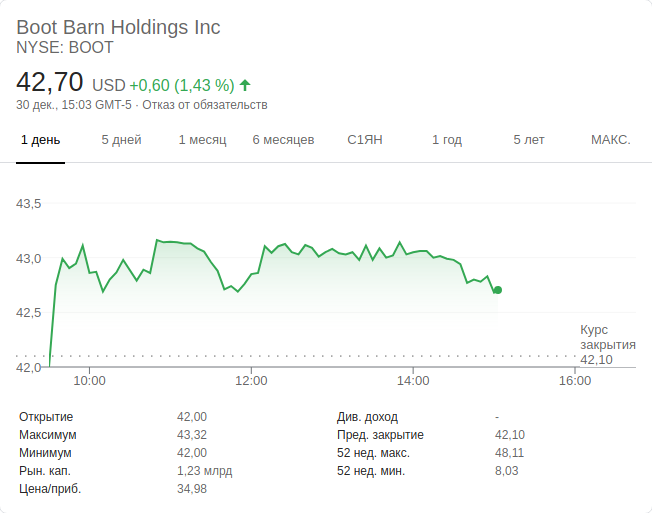 Boot Barn Holdings Inc
NYSE: BOOT
42,70 USD +0,60 (1,43 %)
30 дек., 15:03 GMT-5 · Отказ от обязательств
1 день 5 дней 1 месяц 6 месяцев С1ЯН 1 год 5 лет МАКС.
43,5
43,0
42,5
Курс
закрытия
42,10
42,0
10:00 12:00 14:00 16:00
Открытие 42,00 Див. доход -
Максимум 43,32 Пред. закрытие 42,10
Минимум 42,00 52 нед. макс. 48,11
Рын. кап. 1,23 млрд 52 нед. мин. 8,03
Цена/приб. 34,98